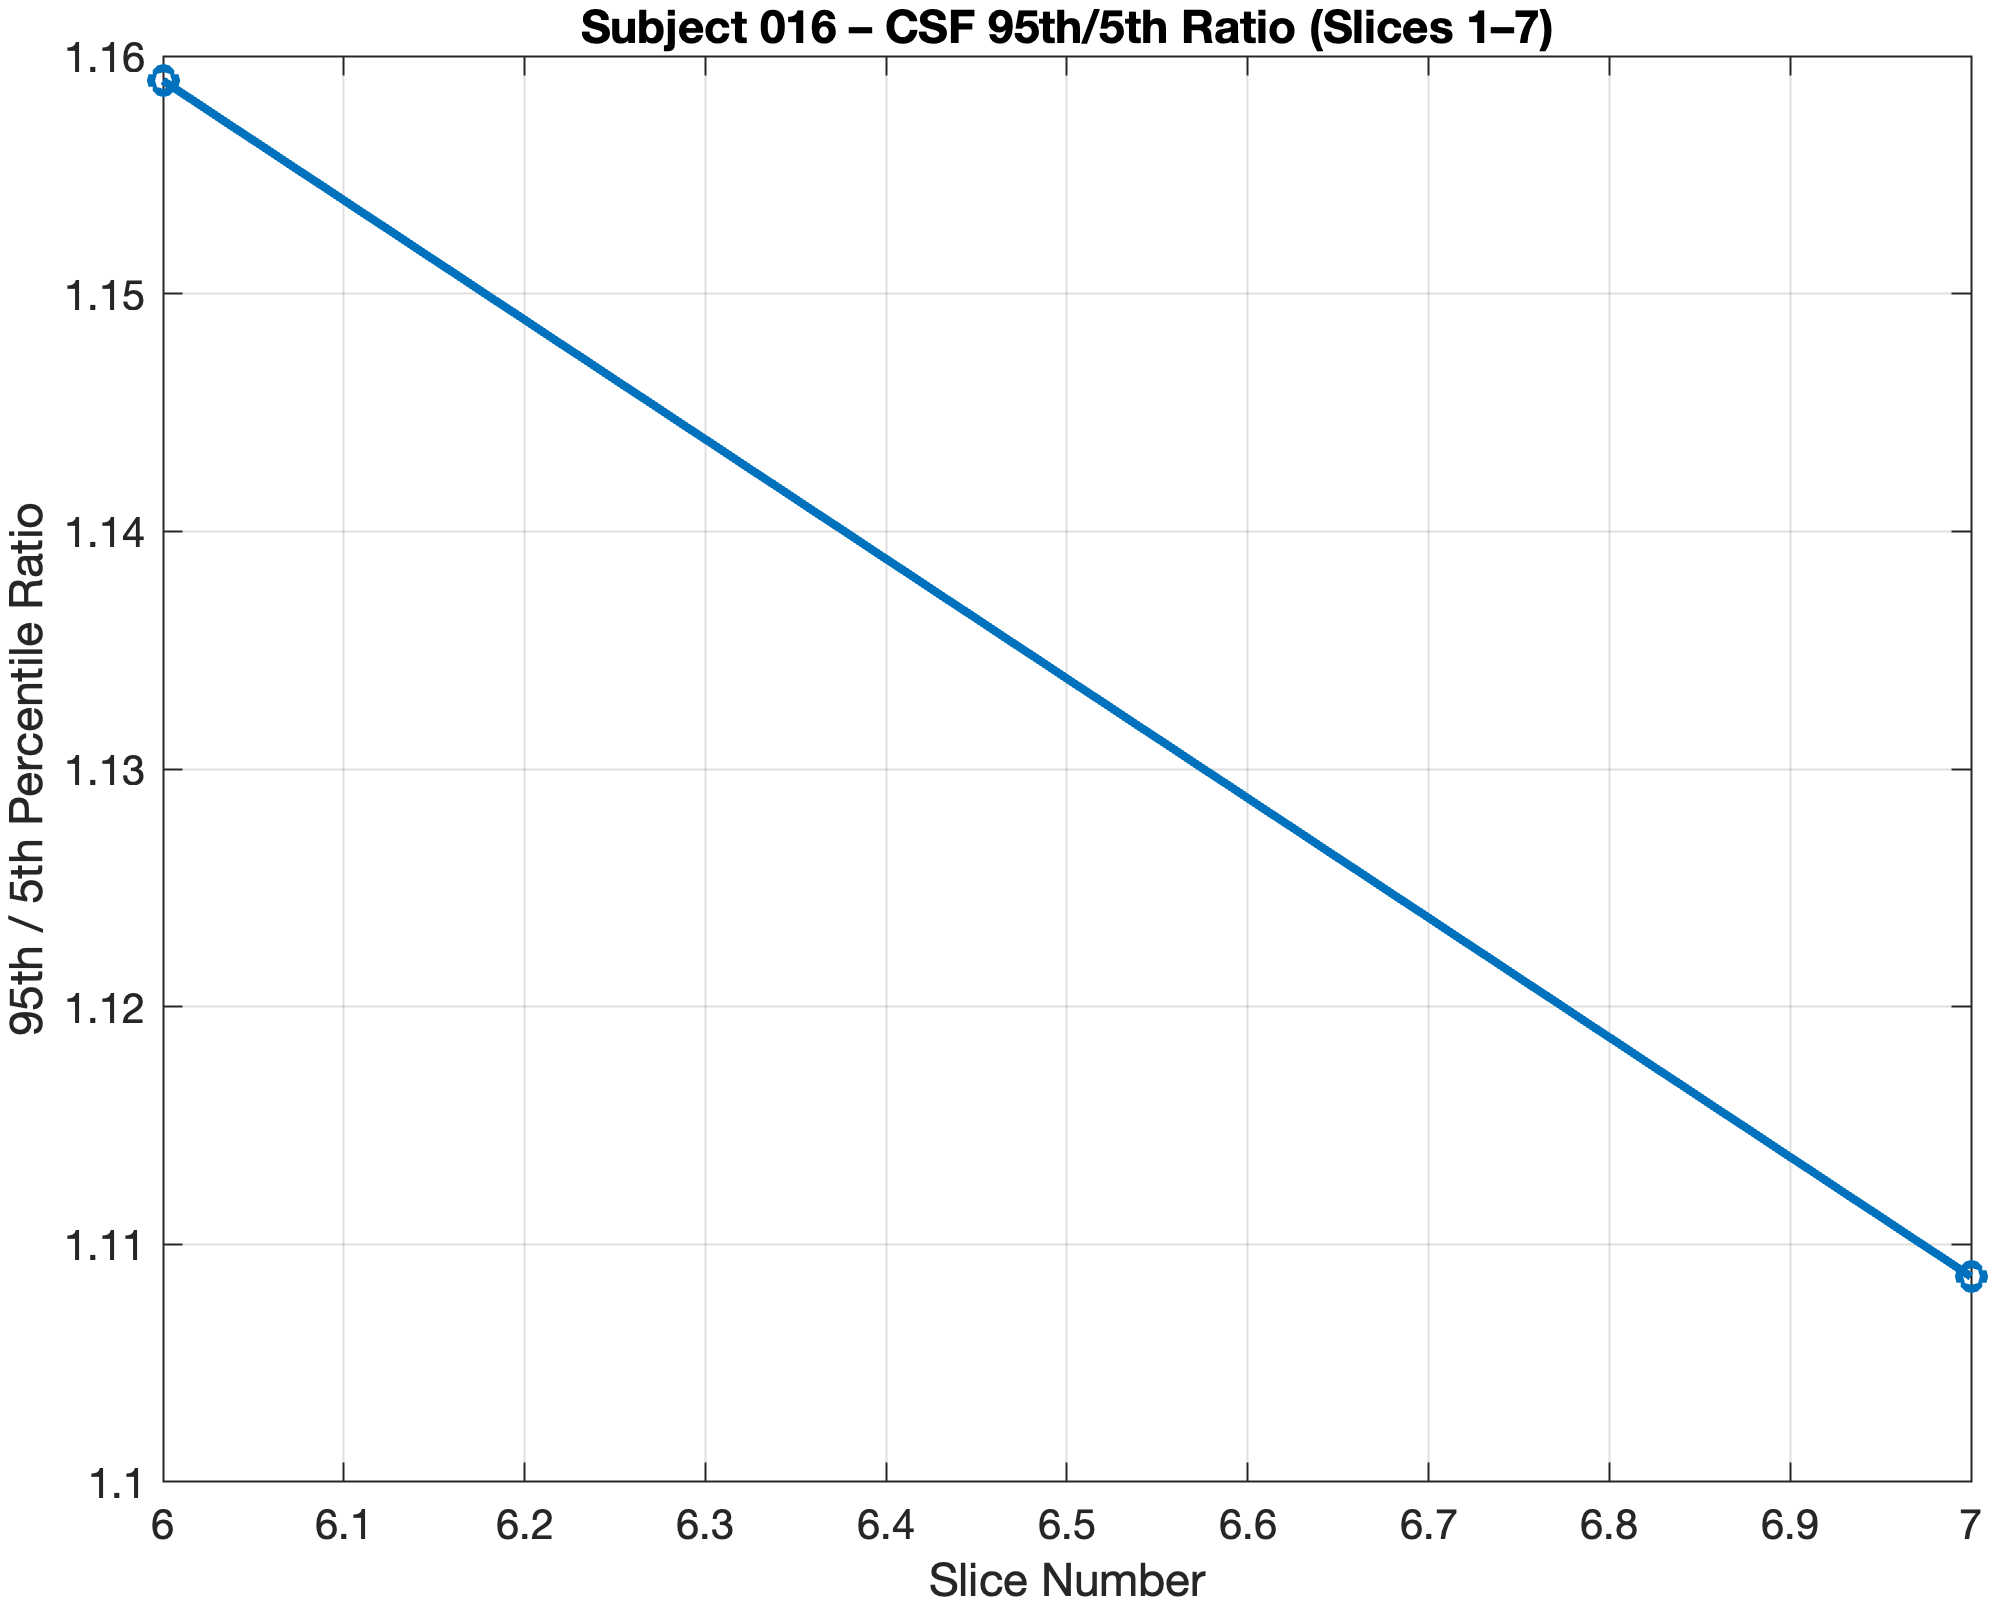 Subject 016 – CSF 95th/5th Ratio (Slices 1–7)
1.16
1.15
1.14
1.13
1.12
1.11
1.1
95th / 5th Percentile Ratio
6 6.1 6.2 6.3 6.4 6.5 6.6 6.7 6.8 6.9 7
Slice Number